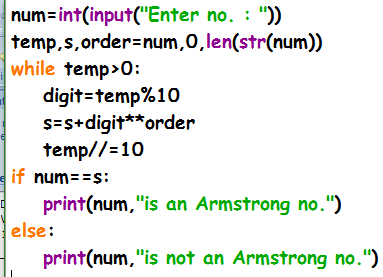 num=int(input("Enter no. : "))
temp,s,order=num,0,len(str(num))
while temp>0:
    digit=temp%10
    s=s+digit**order
    temp//=10
if num==s:
    print(num,"is an Armstrong no.")
else:
    print(num,"is not an Armstrong no.")